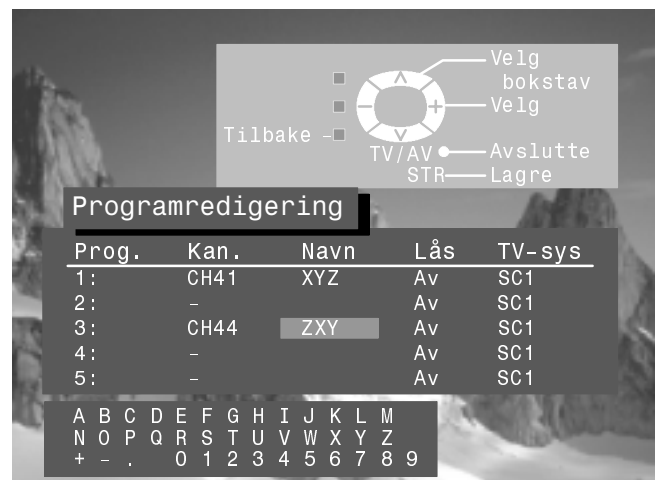 Velg
bokstav
Velg
Tilbake
TV/AV Avslutte
STR Lagre
Programredigering
Prog. Kan. Navn Lås TV-sys
1: CH41 XYZ Av SC1
2: - Av SC1
3: CH44 ZXY Av SC1
4: - Av SC1
5: - Av SC1
A B C D E F G H I J K L M
N O P Q R S T U V W X Y Z
+ - . 0 1 2 3 4 5 6 7 8 9